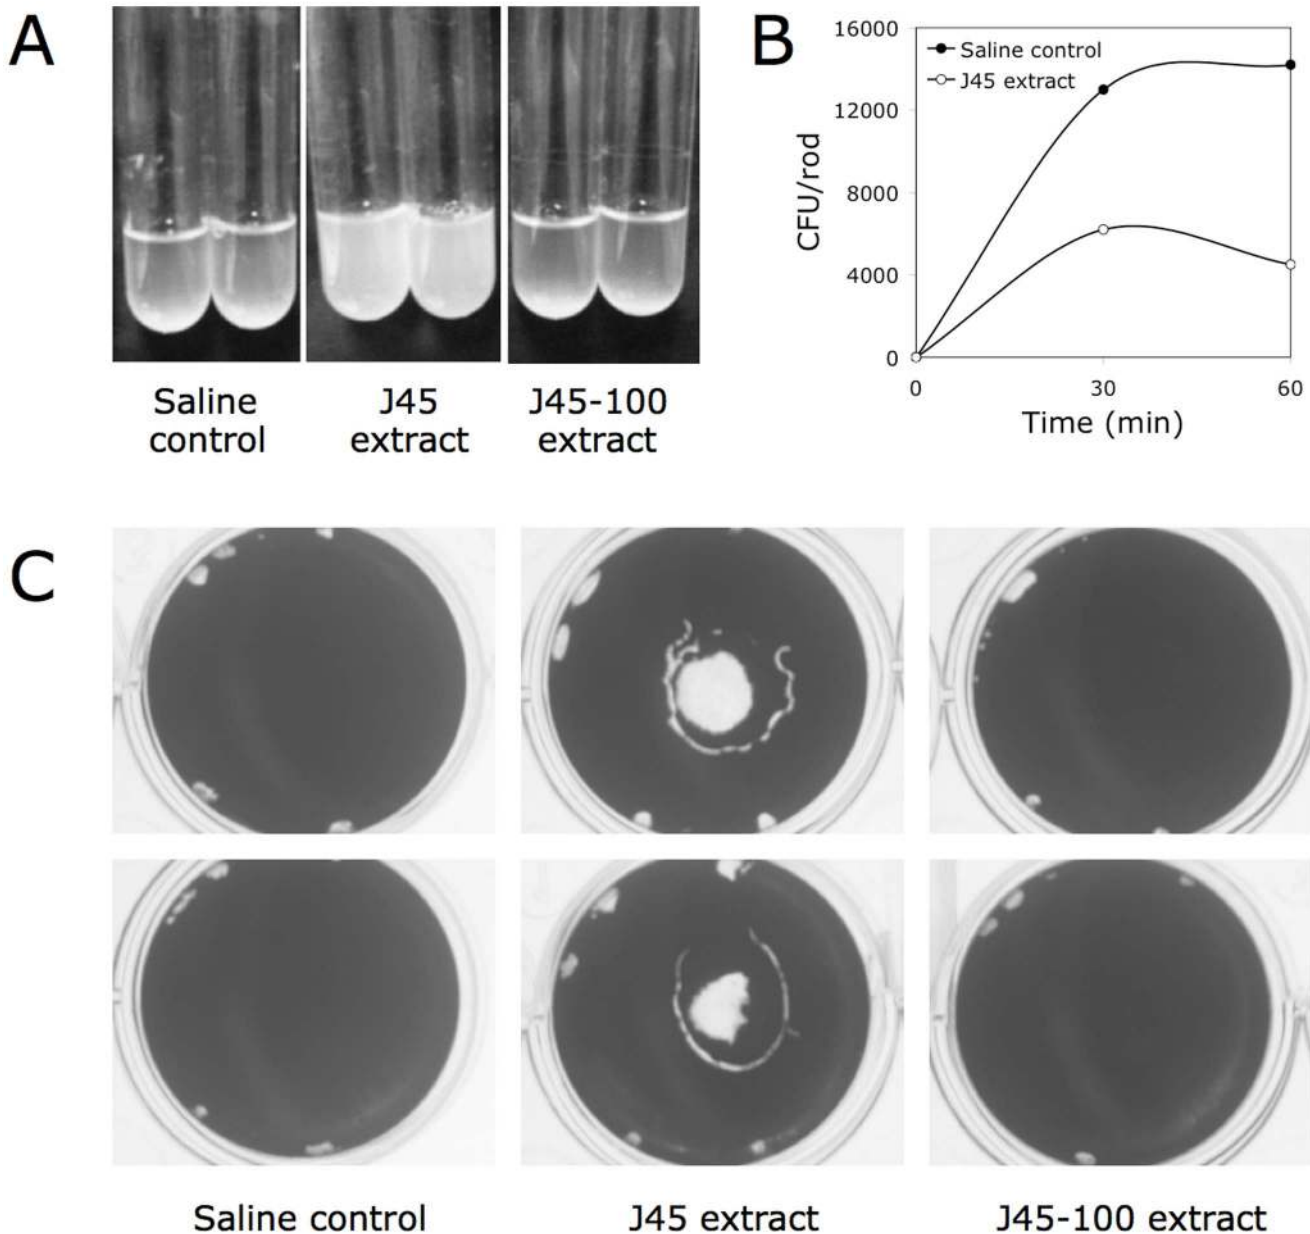 A
Saline
control
J45
extract
J45-100
extract
B
16000
12000
8000
4000
0
CFU/rod
Saline control
J45 extract
0
30
60
Time (min)
C
Saline control
J45 extract
J45-100 extract